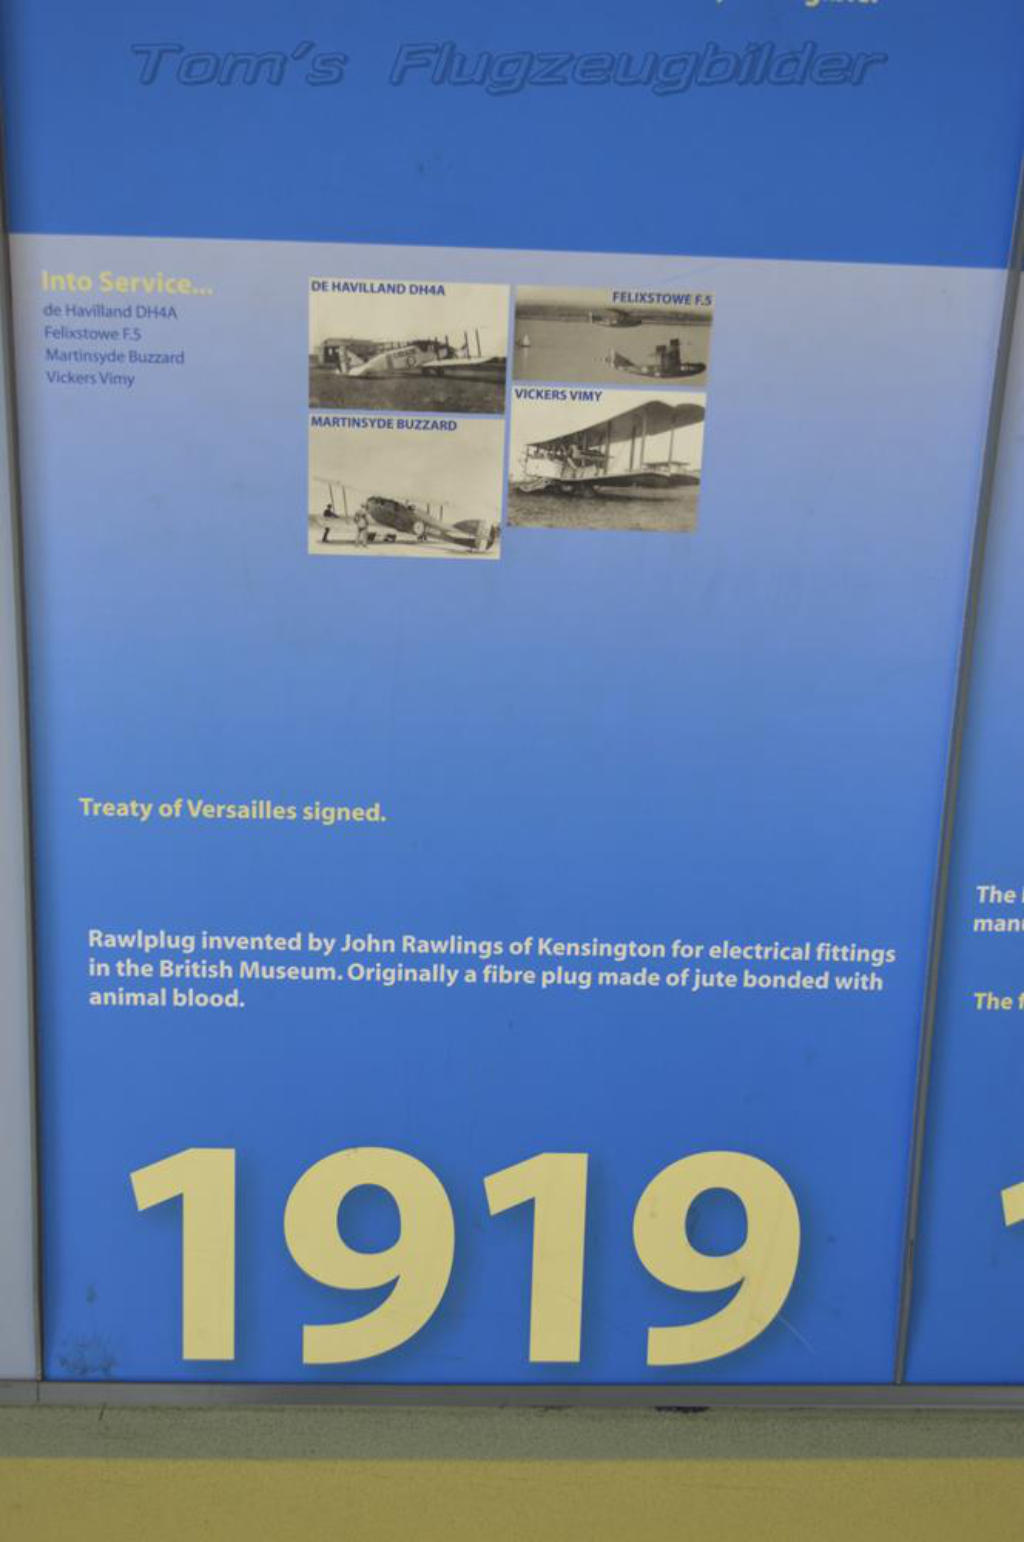 Tom's Flugzeugbilder
Into Service...
de Havilland DH4A
Felixstowe F.5
Martinsyde Buzzard
Vickers Vimy
DE HAVILLAND DH4A
FELIXSTOWE F.5
MARTINSYDE BUZZARD
VICKERS VIMY
Treaty of Versailles signed.
Rawlplug invented by John Rawlings of Kensington for electrical fittings
in the British Museum. Originally a fibre plug made of jute bonded with
animal blood.
1919
The
The